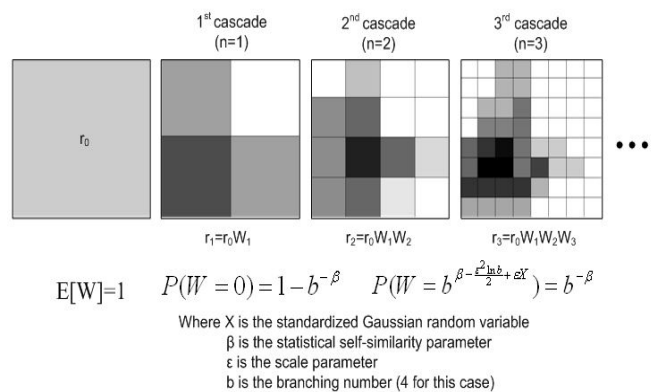 1st cascade
(n=1)
2nd cascade
(n=2)
3rd cascade
(n=3)
r₀
•••
r₁=r₀W₁
r₂=r₀W₁W₂
r₃=r₀W₁W₂W₃
E[W]=1 P(W = 0) = 1 − b^{−β} P(W = b^{β − (ε² ln b)/2 + εX}) = b^{−β}
Where X is the standardized Gaussian random variable
β is the statistical self-similarity parameter
ε is the scale parameter
b is the branching number (4 for this case)